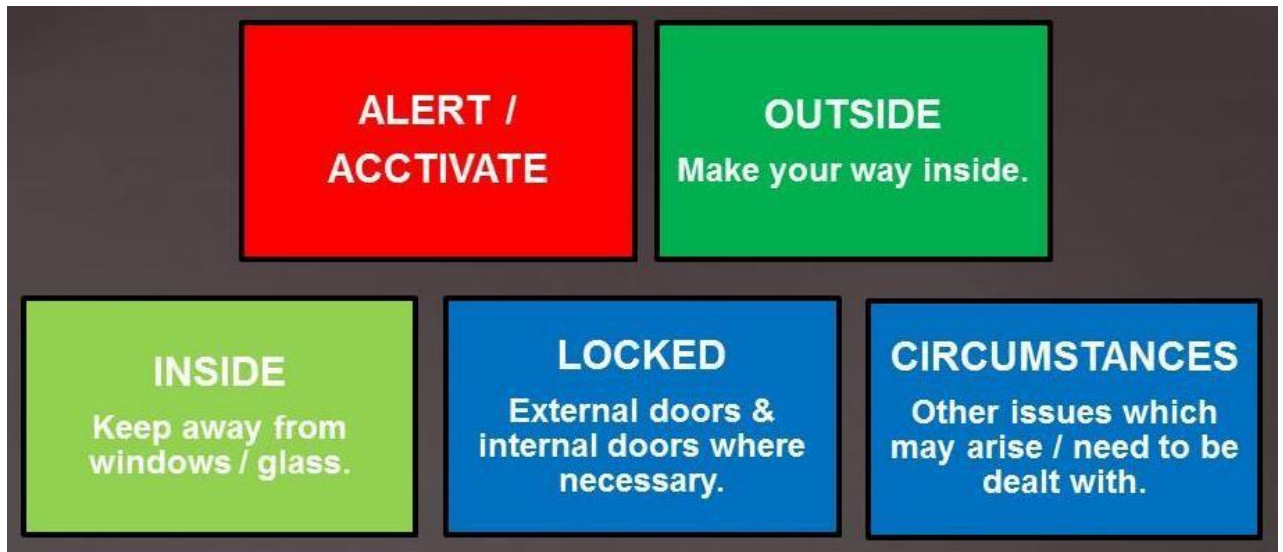 ALERT /
ACCTIVATE
OUTSIDE
Make your way inside.
INSIDE
Keep away from
windows / glass.
LOCKED
External doors &
internal doors where
necessary.
CIRCUMSTANCES
Other issues which
may arise / need to be
dealt with.